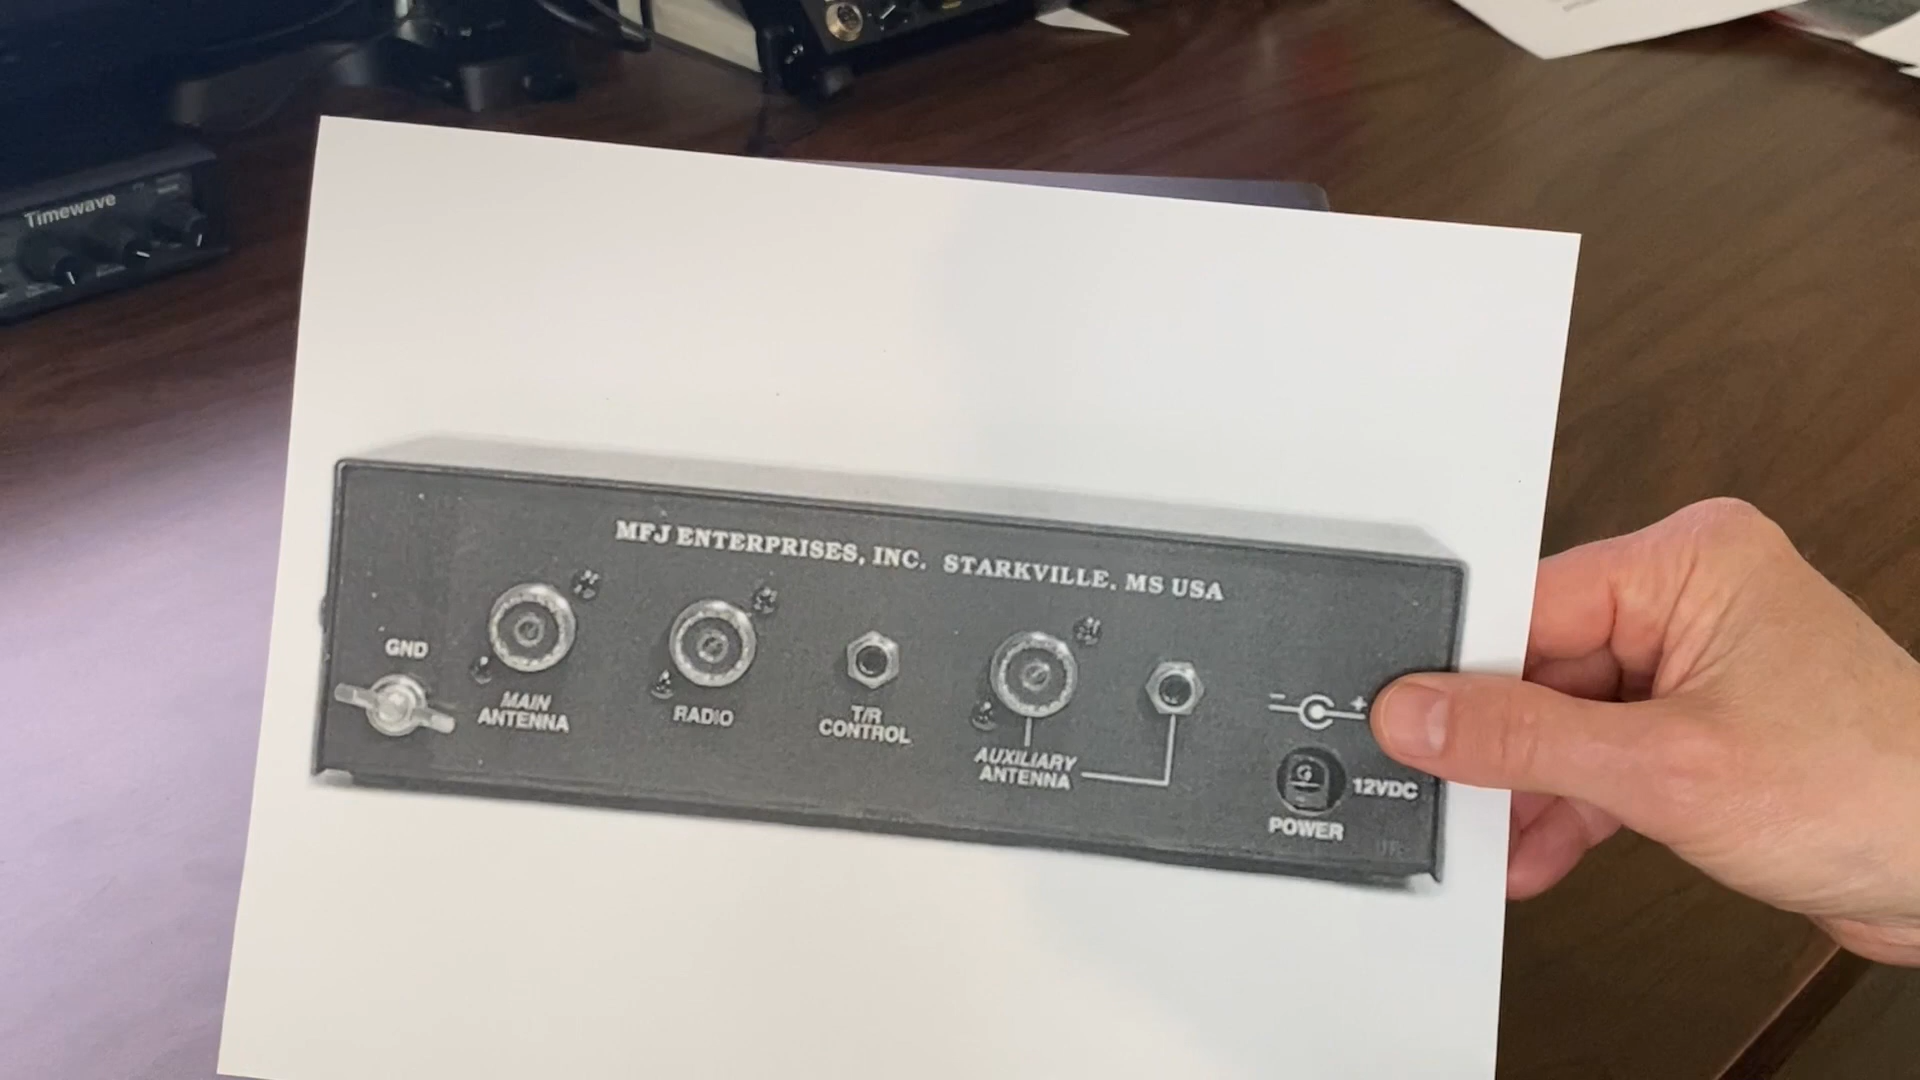 Timewave
MFJ ENTERPRISES, INC. STARKVILLE, MS USA
GND
MAIN
ANTENNA
RADIO
T/R
CONTROL
AUXILIARY
ANTENNA
- +
12VDC
POWER